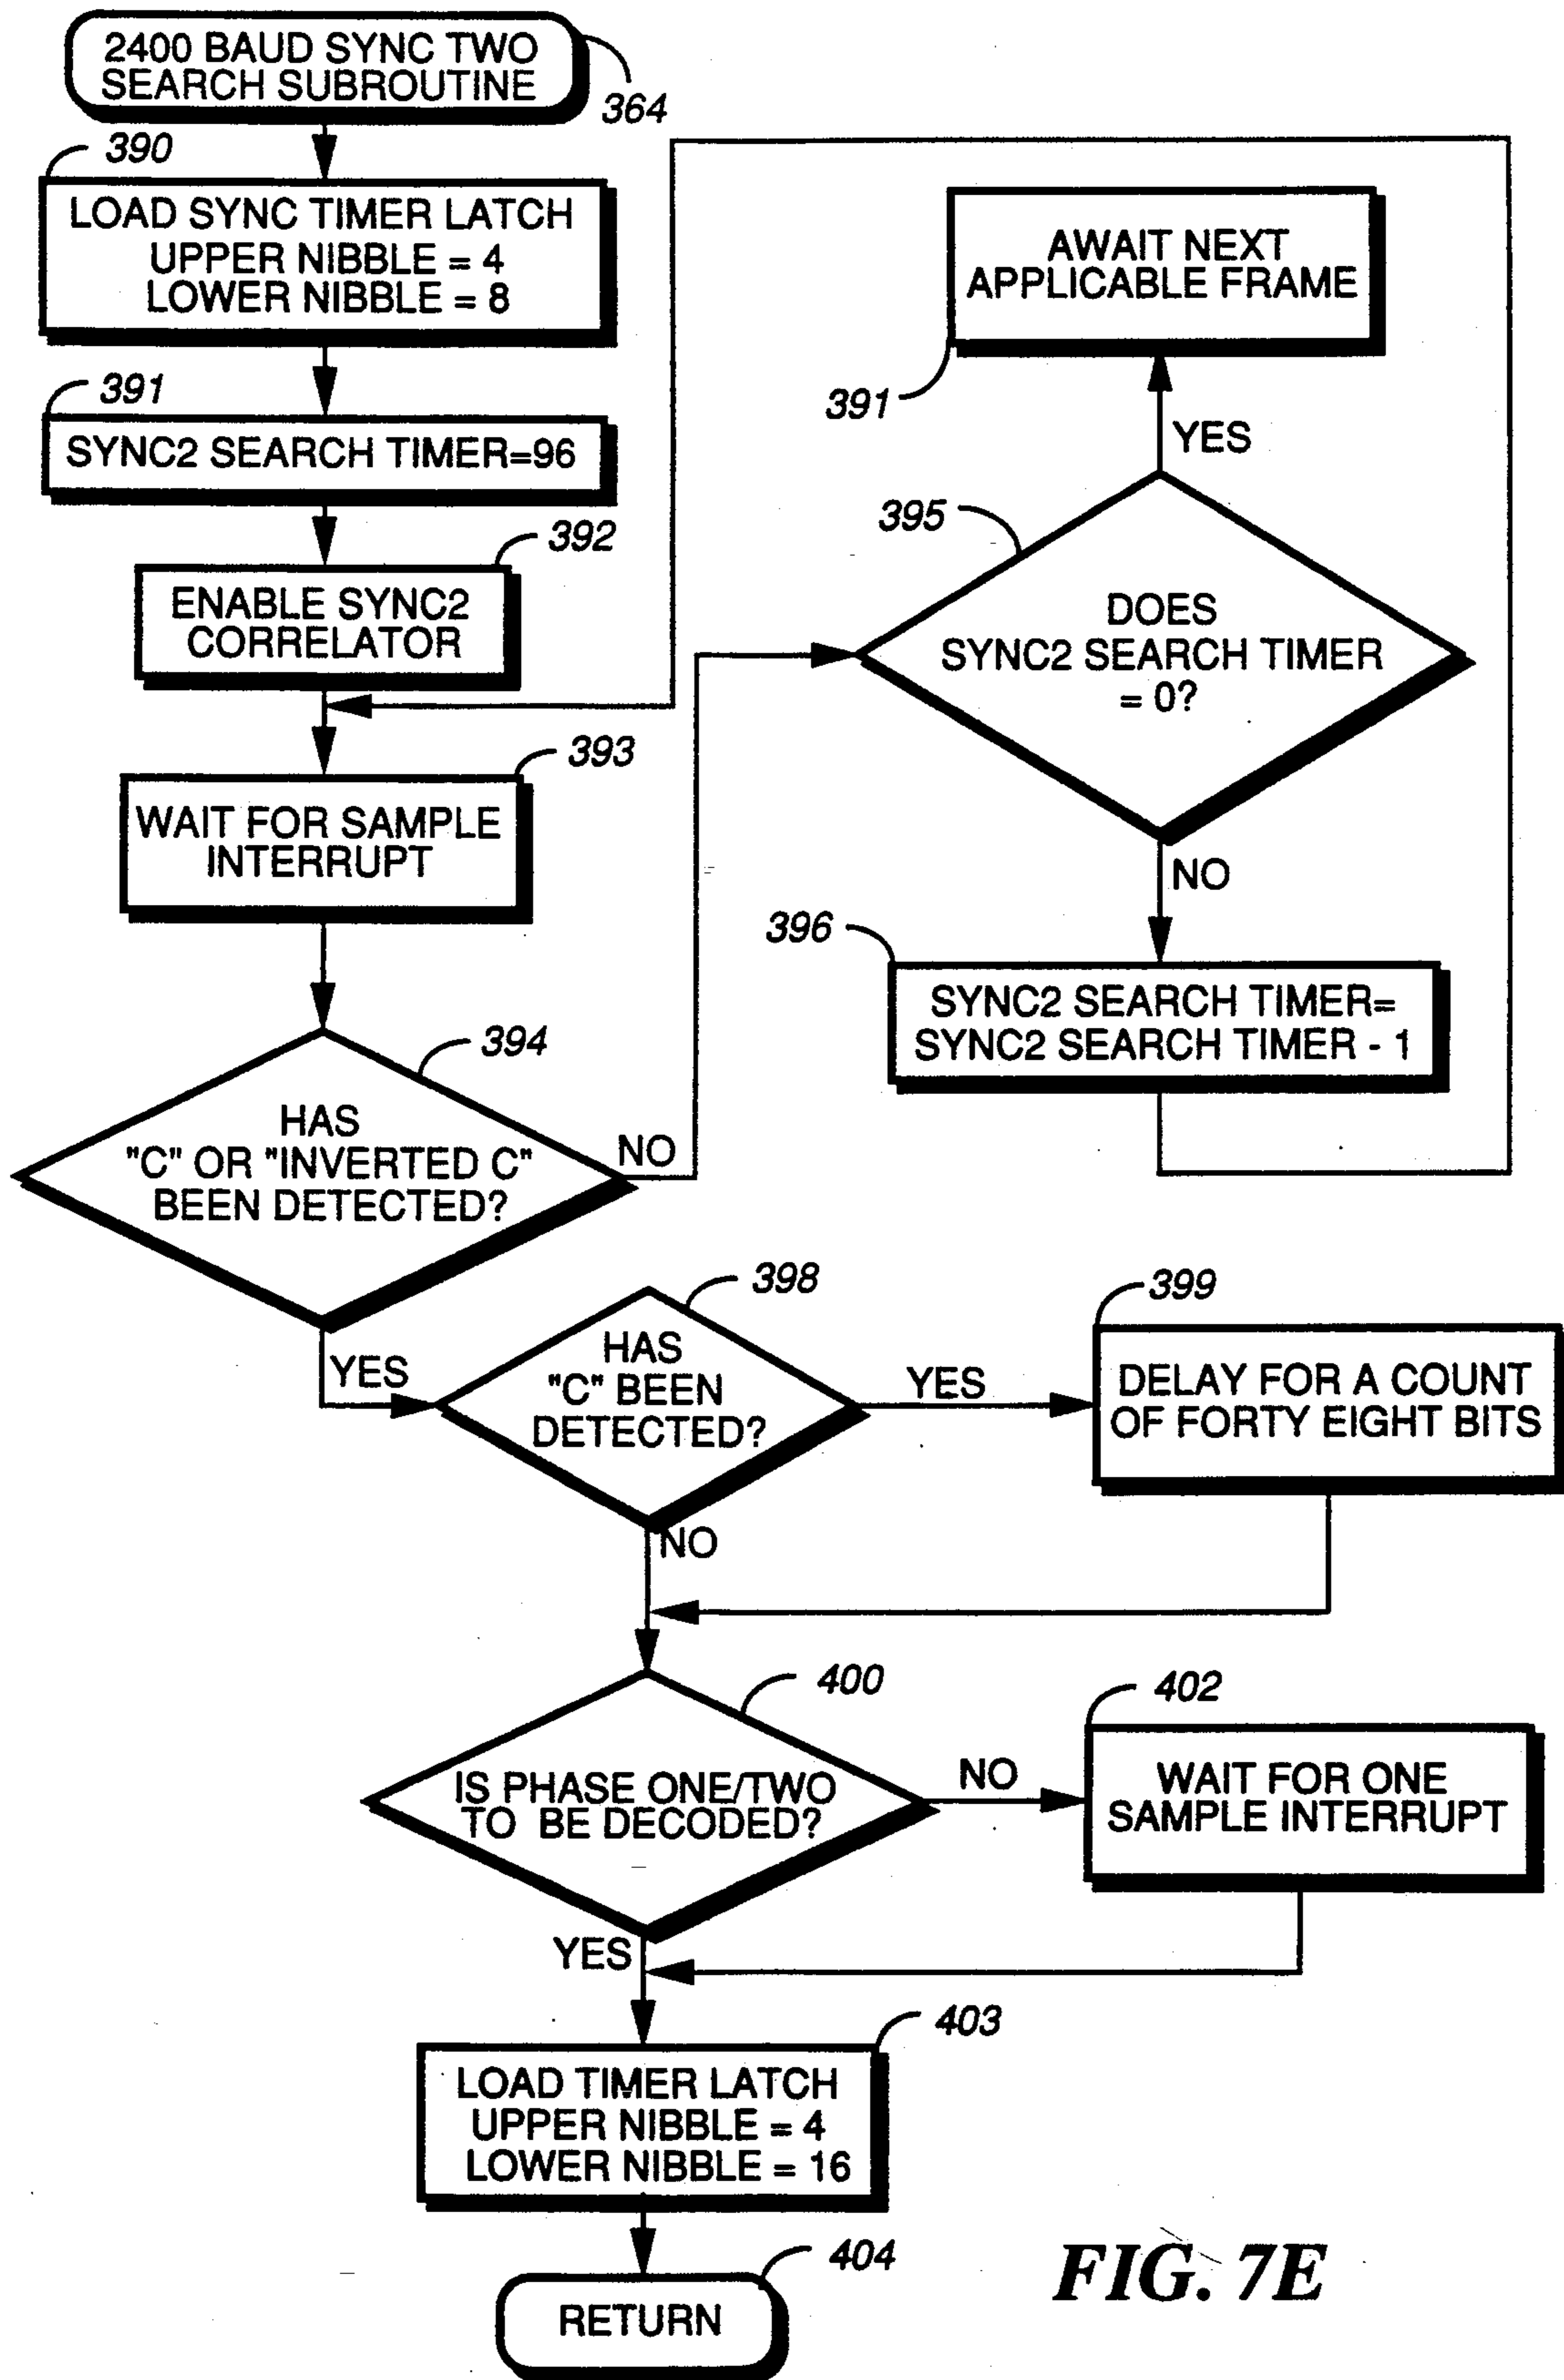 2400 BAUD SYNC TWO
SEARCH SUBROUTINE
364
390
LOAD SYNC TIMER LATCH
UPPER NIBBLE = 4
LOWER NIBBLE = 8
391
SYNC2 SEARCH TIMER=96
392
ENABLE SYNC2
CORRELATOR
393
WAIT FOR SAMPLE
INTERRUPT
394
HAS
"C" OR "INVERTED C"
BEEN DETECTED?
NO
YES
AWAIT NEXT
APPLICABLE FRAME
391
YES
395
DOES
SYNC2 SEARCH TIMER
= 0?
NO
396
SYNC2 SEARCH TIMER=
SYNC2 SEARCH TIMER - 1
398
HAS
"C" BEEN
DETECTED?
YES
NO
399
DELAY FOR A COUNT
OF FORTY EIGHT BITS
400
IS PHASE ONE/TWO
TO BE DECODED?
NO
YES
402
WAIT FOR ONE
SAMPLE INTERRUPT
403
LOAD TIMER LATCH
UPPER NIBBLE = 4
LOWER NIBBLE = 16
404
RETURN
FIG. 7E